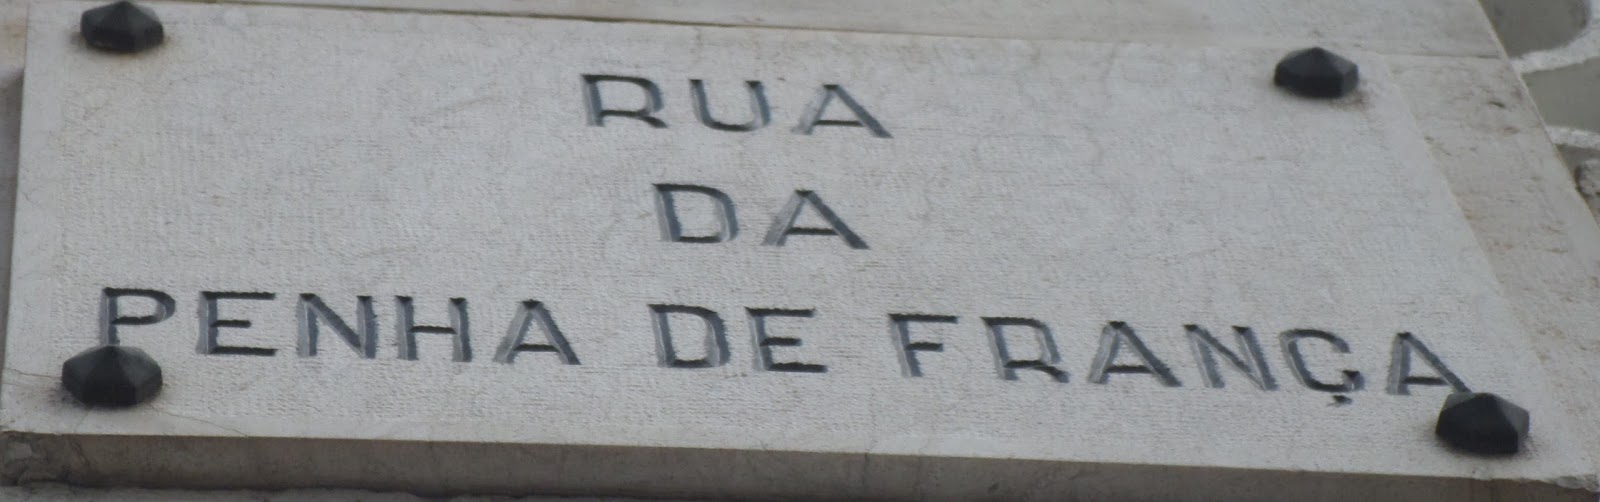 RUA
DA
PENHA DE FRANÇA